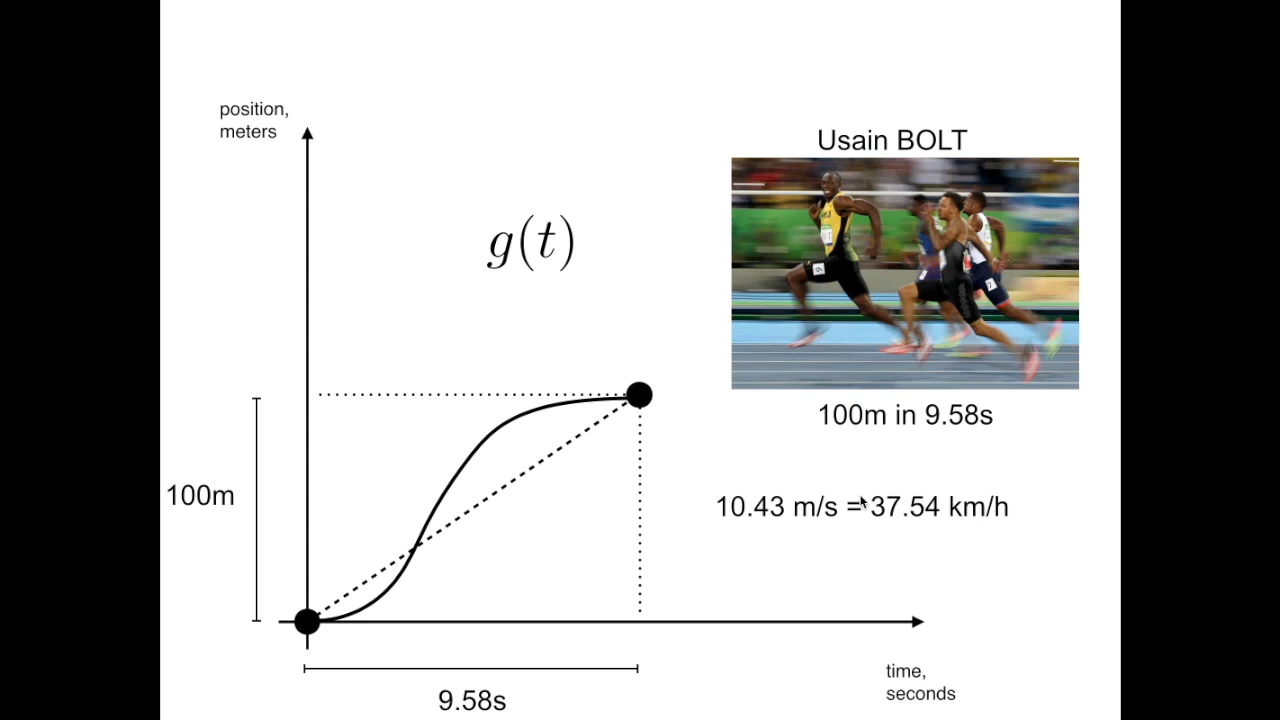 position,
meters
Usain BOLT
g(t)
100m in 9.58s
100m
10.43 m/s = 37.54 km/h
time,
seconds
9.58s